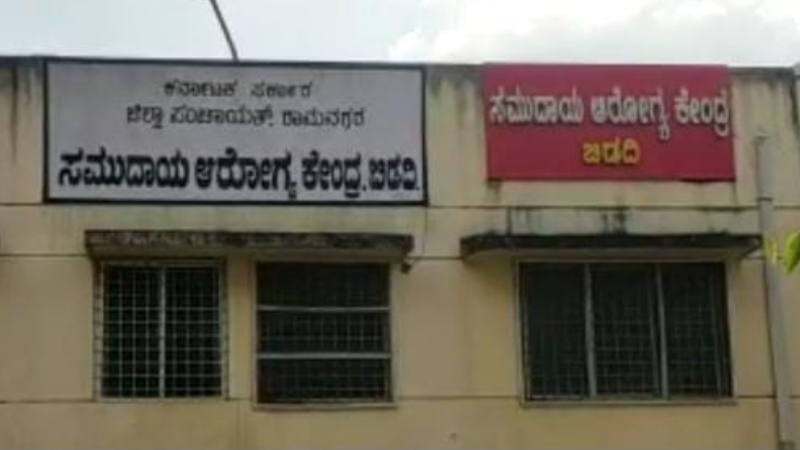 ಕರ್ನಾಟಕ ಸರ್ಕಾರ
ಜಿಲ್ಲಾ ಪಂಚಾಯತ್, ರಾಮನಗರ
ಸಮುದಾಯ ಆರೋಗ್ಯ ಕೇಂದ್ರ, ಬಿಡದಿ.
ಸಮುದಾಯ ಆರೋಗ್ಯ ಕೇಂದ್ರ
ಬಿಡದಿ